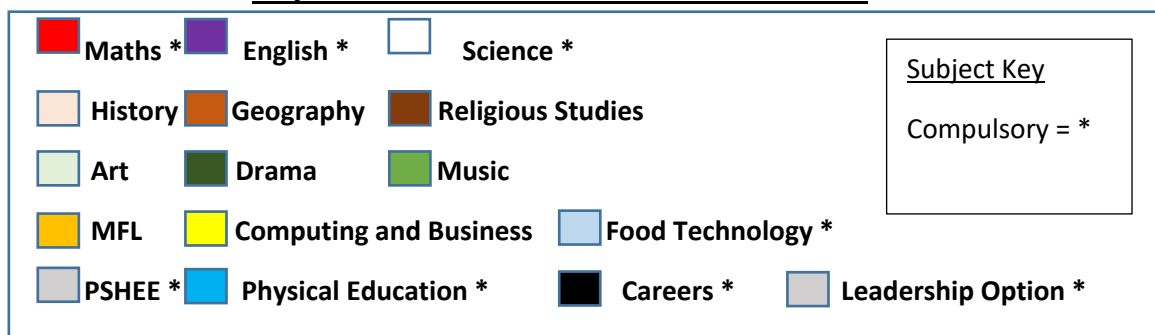 Maths * English * Science *
History Geography Religious Studies
Art Drama Music
MFL Computing and Business Food Technology *
PSHEE * Physical Education * Careers * Leadership Option *
Subject Key
Compulsory = *